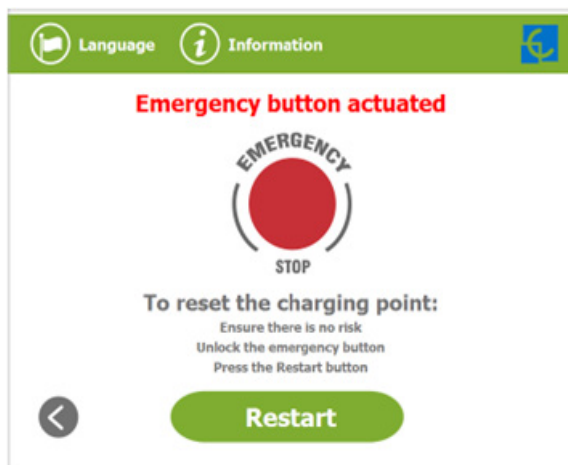 Language
Information
Emergency button actuated
EMERGENCY
STOP
To reset the charging point:
Ensure there is no risk
Unlock the emergency button
Press the Restart button
Restart